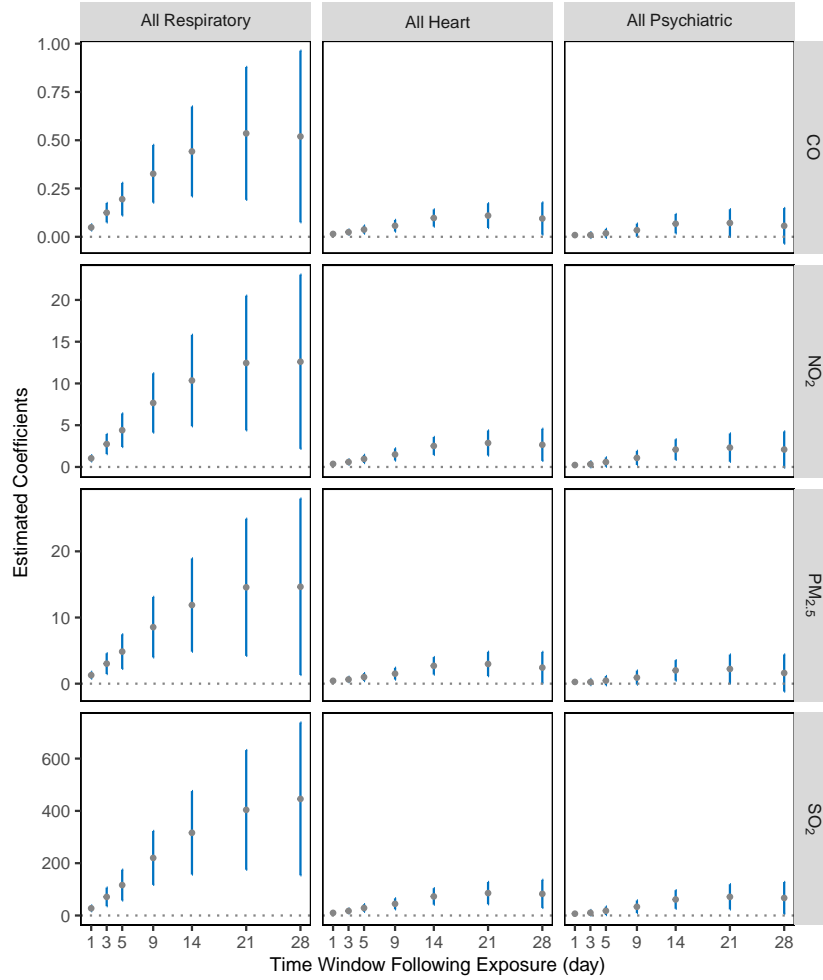 All Respiratory All Heart All Psychiatric
1.00
0.75
0.50
0.25
0.00
CO
20
15
10
5
0
NO₂
20
10
0
PM₂.₅
600
400
200
0
SO₂
Estimated Coefficients
1 3 5 9 14 21 28 1 3 5 9 14 21 28 1 3 5 9 14 21 28
Time Window Following Exposure (day)